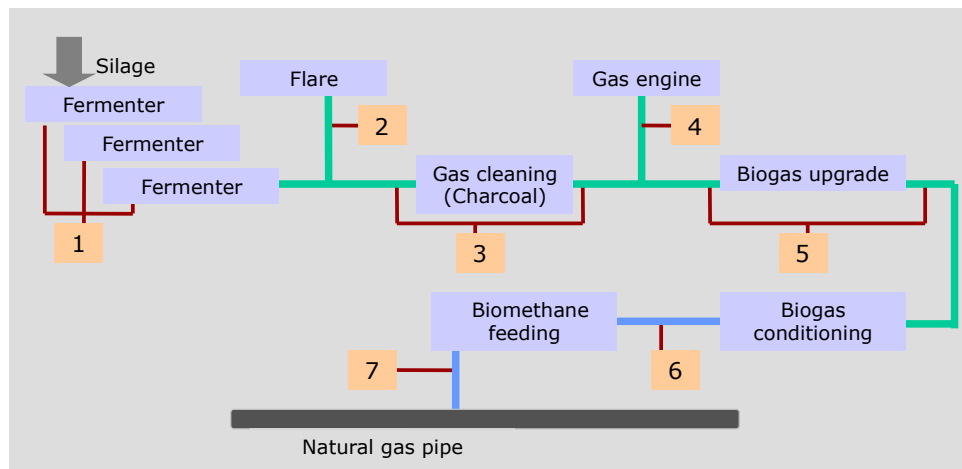 Silage
Flare
Gas engine
Fermenter
2
4
Fermenter
Fermenter
Gas cleaning
(Charcoal)
Biogas upgrade
1
3
5
Biomethane
feeding
Biogas
conditioning
7
6
Natural gas pipe